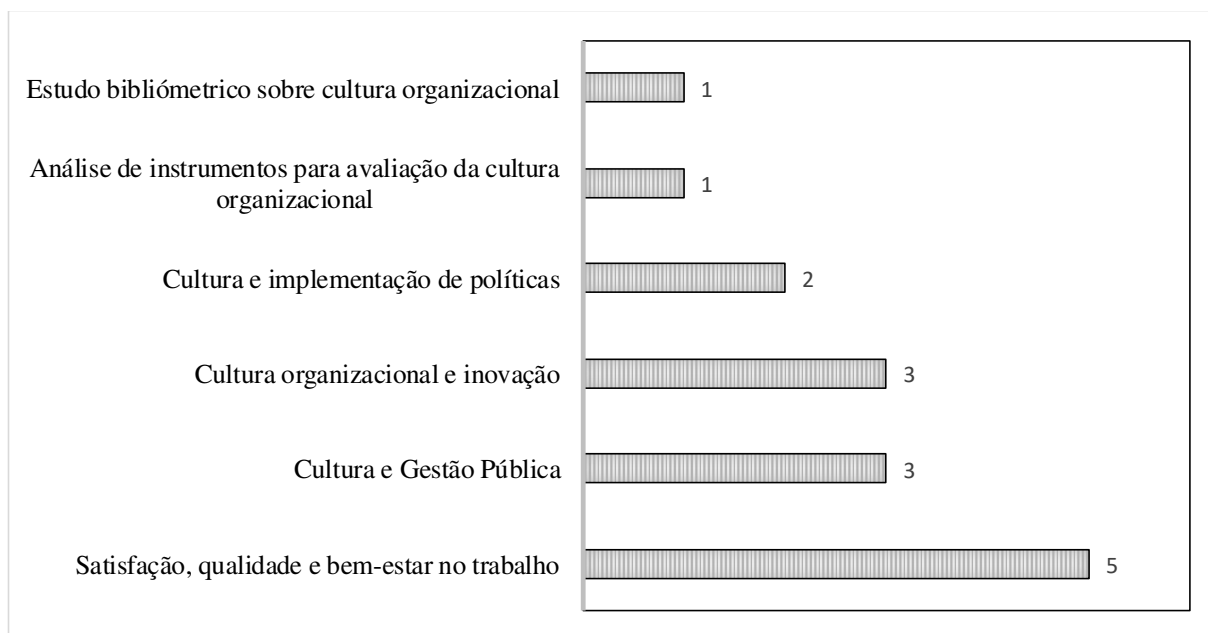 Estudo bibliómetrico sobre cultura organizacional
1
Análise de instrumentos para avaliação da cultura
organizacional
1
Cultura e implementação de políticas
2
Cultura organizacional e inovação
3
Cultura e Gestão Pública
3
Satisfação, qualidade e bem-estar no trabalho
5